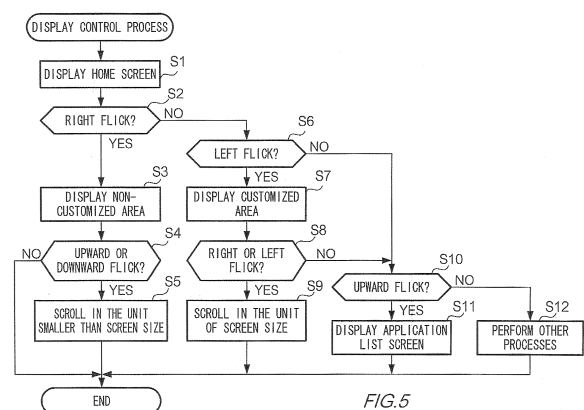 DISPLAY CONTROL PROCESS
S1
DISPLAY HOME SCREEN
S2
RIGHT FLICK?
NO
YES
S6
LEFT FLICK?
NO
YES
S3
DISPLAY NON-
CUSTOMIZED AREA
S7
DISPLAY CUSTOMIZED
AREA
S4
NO
UPWARD OR
DOWNWARD FLICK?
YES
S8
RIGHT OR LEFT
FLICK?
NO
YES
S10
UPWARD FLICK?
NO
YES
S5
SCROLL IN THE UNIT
SMALLER THAN SCREEN SIZE
S9
SCROLL IN THE UNIT
OF SCREEN SIZE
S11
DISPLAY APPLICATION
LIST SCREEN
S12
PERFORM OTHER
PROCESSES
END
FIG.5